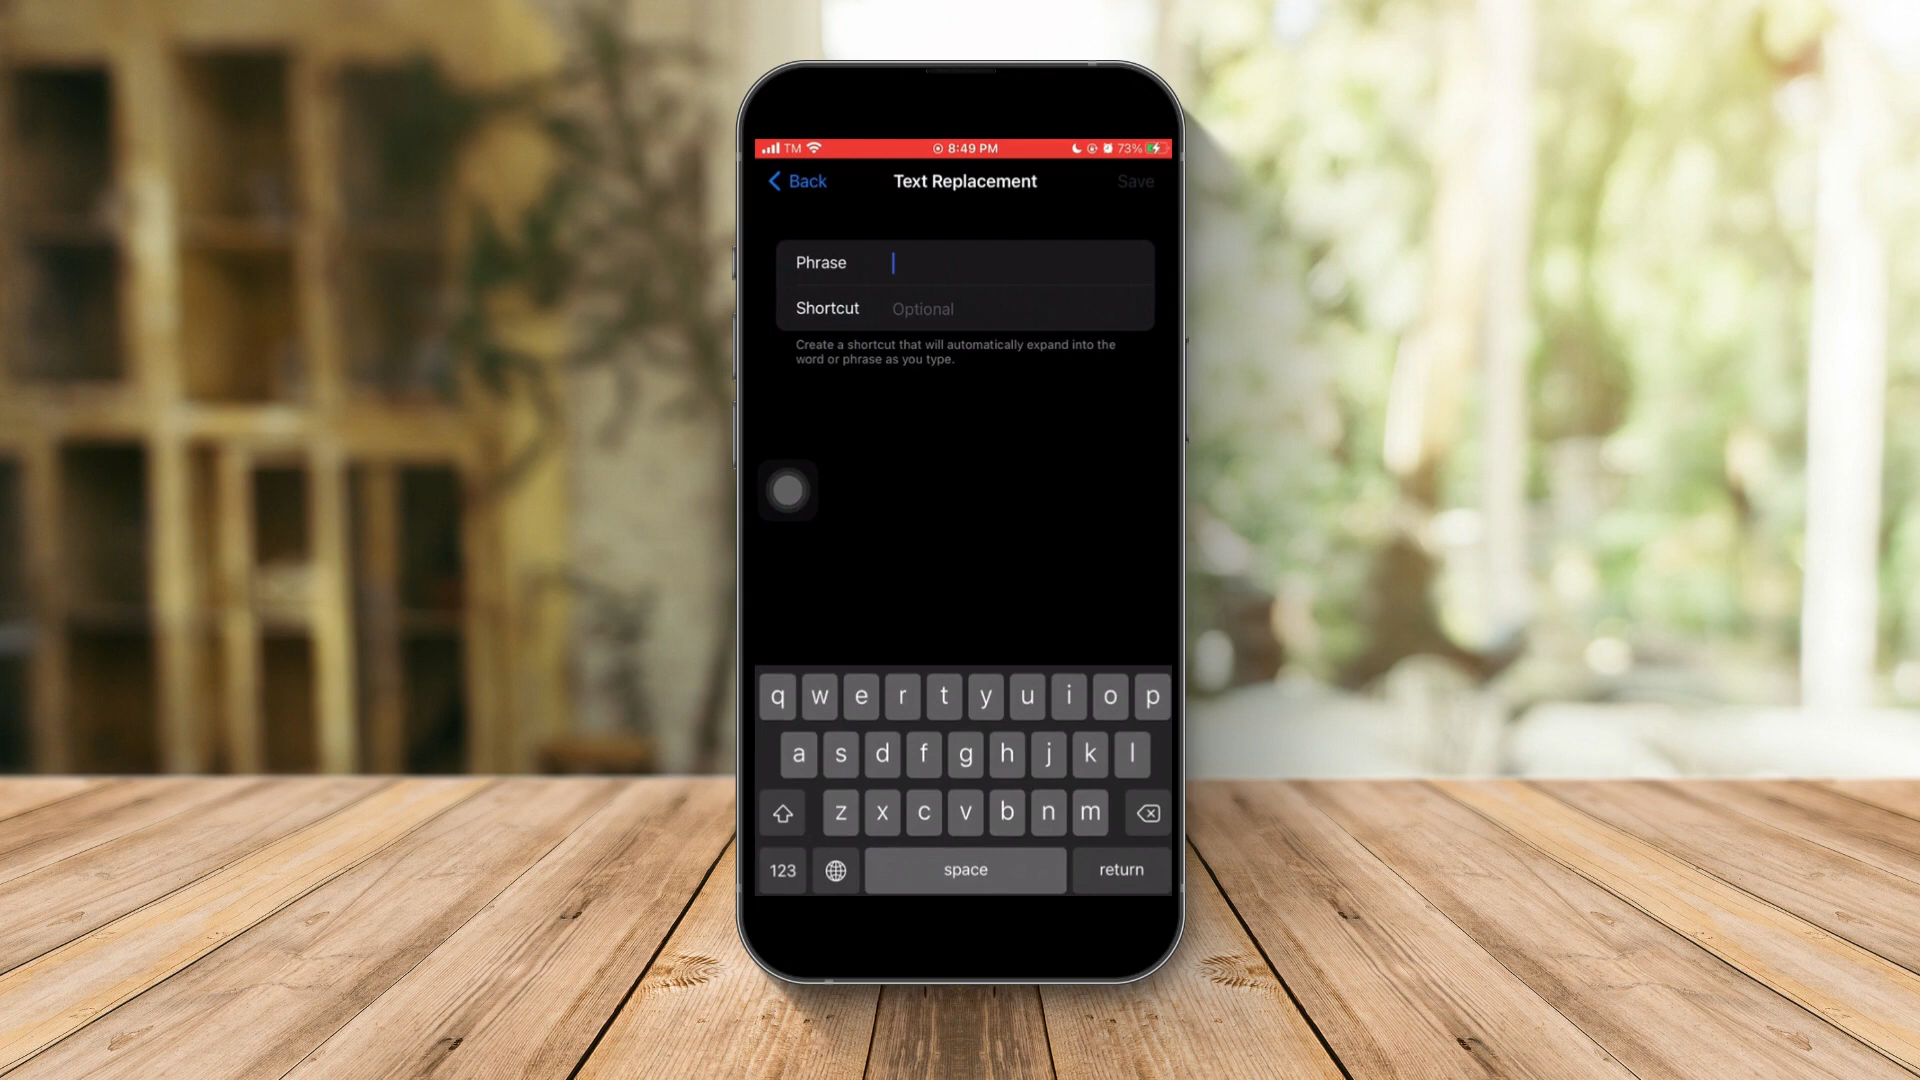 TM 8:49 PM 73%
Back Text Replacement Save
Phrase
Shortcut Optional
Create a shortcut that will automatically expand into the
word or phrase as you type.
q w e r t y u i o p
a s d f g h j k l
z x c v b n m
123 space return